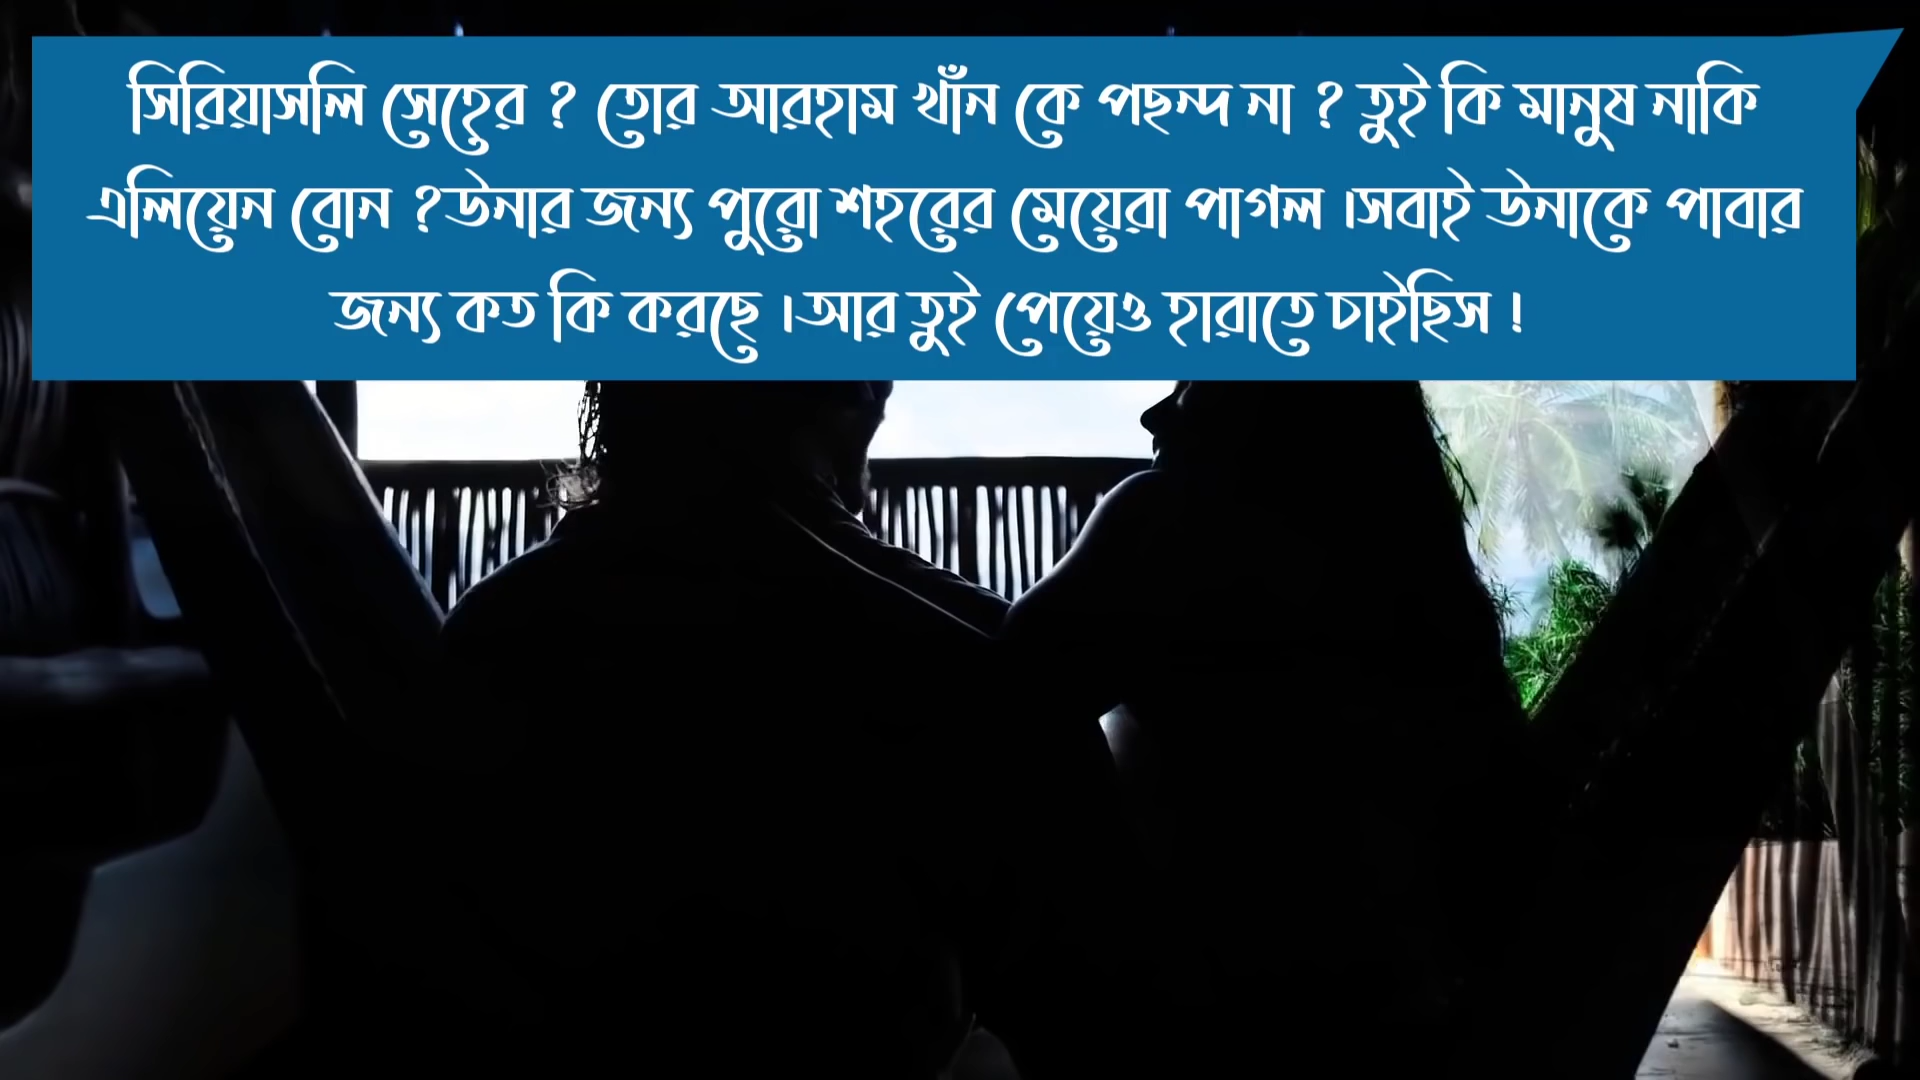 সিরিয়াসলি সেহের ? তোর আরহাম খাঁন কে পছন্দ না ? তুই কি মানুষ নাকি
এলিয়েন বোন ?উনার জন্য পুরো শহরের মেয়েরা পাগল ।সবাই উনাকে পাবার
জন্য কত কি করছে ।আর তুই পেয়েও হারাতে চাইছিস !